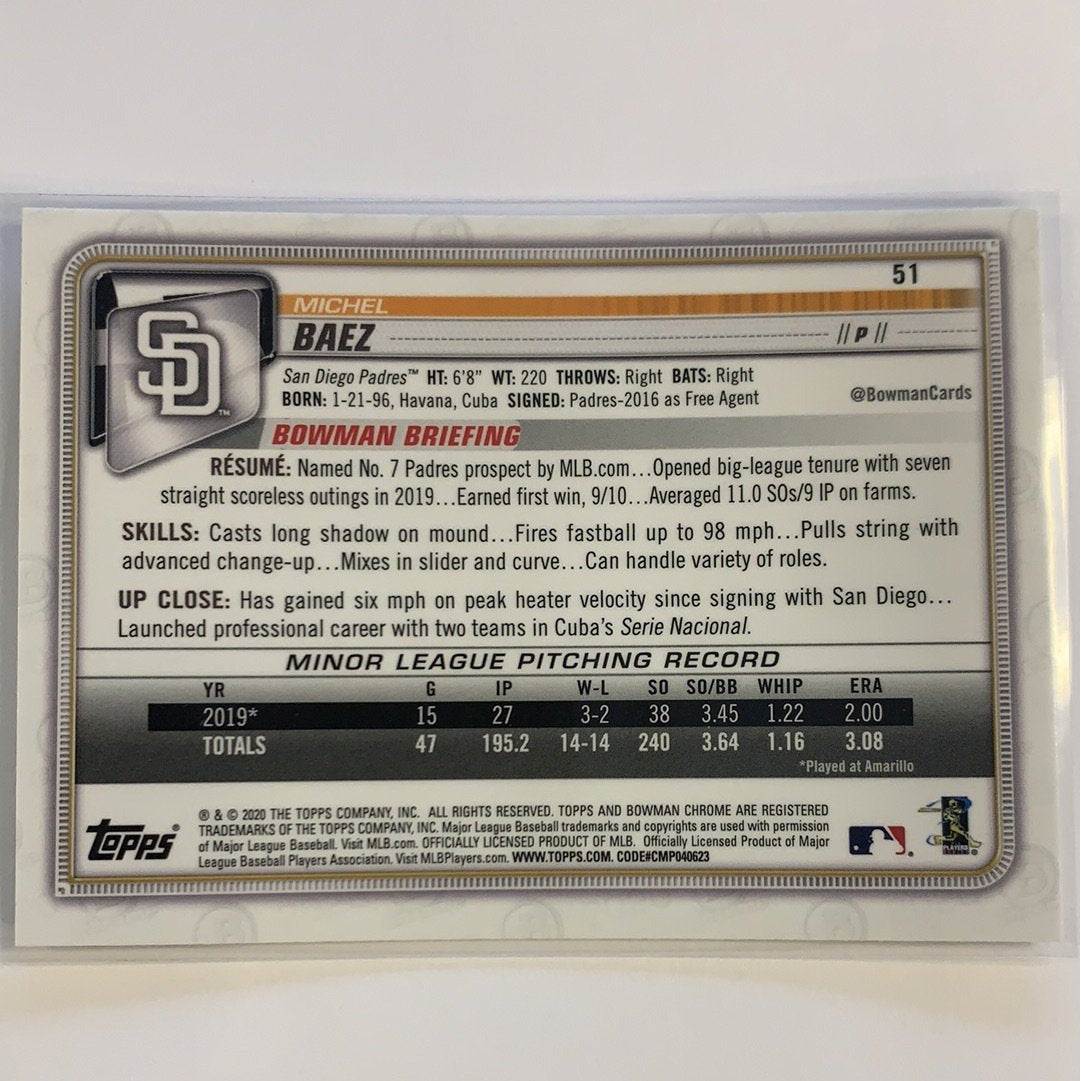 51
MICHEL
BAEZ // P //
SD™
San Diego Padres™ HT: 6'8" WT: 220 THROWS: Right BATS: Right
BORN: 1-21-96, Havana, Cuba SIGNED: Padres-2016 as Free Agent
@BowmanCards
BOWMAN BRIEFING
RÉSUMÉ: Named No. 7 Padres prospect by MLB.com...Opened big-league tenure with seven
straight scoreless outings in 2019...Earned first win, 9/10...Averaged 11.0 SOs/9 IP on farms.
SKILLS: Casts long shadow on mound...Fires fastball up to 98 mph...Pulls string with
advanced change-up...Mixes in slider and curve...Can handle variety of roles.
UP CLOSE: Has gained six mph on peak heater velocity since signing with San Diego...
Launched professional career with two teams in Cuba's Serie Nacional.
MINOR LEAGUE PITCHING RECORD
YR G IP W-L SO SO/BB WHIP ERA
2019* 15 27 3-2 38 3.45 1.22 2.00
TOTALS 47 195.2 14-14 240 3.64 1.16 3.08
*Played at Amarillo
TOPPS®
® & © 2020 THE TOPPS COMPANY, INC. ALL RIGHTS RESERVED. TOPPS AND BOWMAN CHROME ARE REGISTERED
TRADEMARKS OF THE TOPPS COMPANY, INC. Major League Baseball trademarks and copyrights are used with permission
of Major League Baseball. Visit MLB.com. OFFICIALLY LICENSED PRODUCT OF MLB. Officially Licensed Product of Major
League Baseball Players Association. Visit MLBPlayers.com. WWW.TOPPS.COM. CODE#CMP040623
PLAYERS